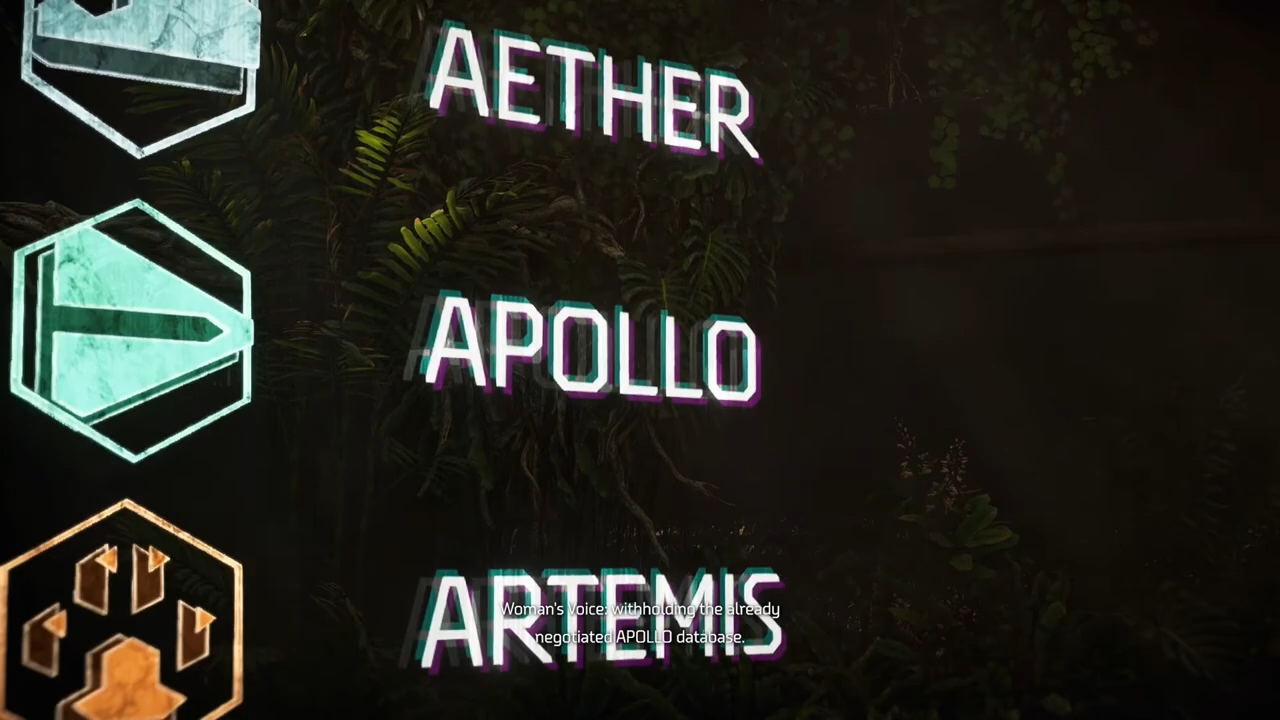 AETHER
APOLLO
ARTEMIS
Woman's Voice: withholding the already
negotiated APOLLO database.